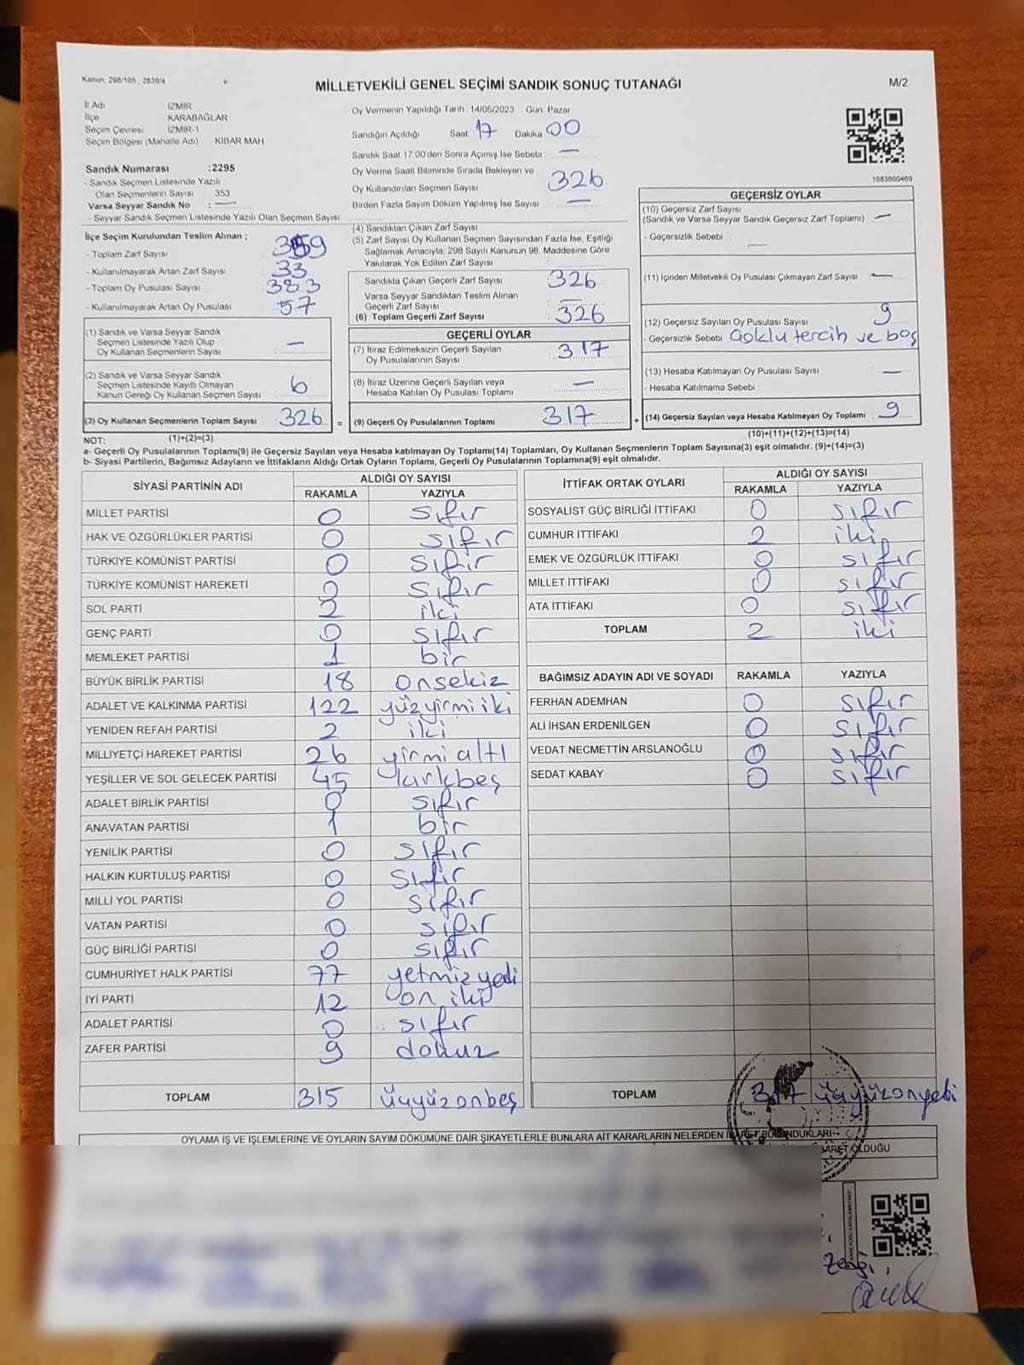 Kanun: 298/105 , 2839/4
MİLLETVEKİLİ GENEL SEÇİMİ SANDIK SONUÇ TUTANAĞI
M/2
İl Adı : İZMİR
İlçe : KARABAĞLAR
Seçim Çevresi : İZMİR-1
Seçim Bölgesi (Mahalle Adı) : KİBAR MAH
Sandık Numarası :2295
- Sandık Seçmen Listesinde Yazılı
Olan Seçmenlerin Sayısı : 353
Varsa Seyyar Sandık No : —
- Seyyar Sandık Seçmen Listesinde Yazılı Olan Seçmen Sayısı :
Oy Vermenin Yapıldığı Tarih :14/05/2023 Gün: Pazar
Sandığın Açıldığı Saat 17 Dakika 00
Sandık Saat 17:00'den Sonra Açımış İse Sebebi : —
Oy Verme Saati Bitiminde Sırada Bekleyen ve
Oy Kullandırılan Seçmen Sayısı : 326
Birden Fazla Sayım Döküm Yapılmış İse Sayısı : —
1083600469
İlçe Seçim Kurulundan Teslim Alınan ;
- Toplam Zarf Sayısı : 359
- Kullanılmayarak Artan Zarf Sayısı : 33
- Toplam Oy Pusulası Sayısı : 383
- Kullanılmayarak Artan Oy Pusulası : 57
(1) Sandık ve Varsa Seyyar Sandık
Seçmen Listesinde Yazılı Olup
Oy Kullanan Seçmenlerin Sayısı : —
(2) Sandık ve Varsa Seyyar Sandık
Seçmen Listesinde Kayıtlı Olmayan
Kanun Gereği Oy Kullanan Seçmen Sayısı : 6
(3) Oy Kullanan Seçmenlerin Toplam Sayısı : 326
(1)+(2)=(3)
(4) Sandıktan Çıkan Zarf Sayısı :
(5) Zarf Sayısı Oy Kullanan Seçmen Sayısından Fazla İse, Eşitliği
Sağlamak Amacıyla, 298 Sayılı Kanunun 98. Maddesine Göre
Yakılarak Yok Edilen Zarf Sayısı :
Sandıkta Çıkan Geçerli Zarf Sayısı : 326
Varsa Seyyar Sandıktan Teslim Alınan
Geçerli Zarf Sayısı : —
(6) Toplam Geçerli Zarf Sayısı : 326
GEÇERLİ OYLAR
(7) İtiraz Edilmeksizin Geçerli Sayılan
Oy Pusulalarının Sayısı : 317
(8) İtiraz Üzerine Geçerli Sayılan veya
Hesaba Katılan Oy Pusulası Toplamı : —
= (9) Geçerli Oy Pusulalarının Toplamı : 317
GEÇERSİZ OYLAR
(10) Geçersiz Zarf Sayısı
(Sandık ve Varsa Seyyar Sandık Geçersiz Zarf Toplamı) : —
- Geçersizlik Sebebi : —
(11) İçinden Milletvekili Oy Pusulası Çıkmayan Zarf Sayısı : —
(12) Geçersiz Sayılan Oy Pusulası Sayısı : 9
- Geçersizlik Sebebi : Çoklu tercih ve boş
(13) Hesaba Katılmayan Oy Pusulası Sayısı : —
- Hesaba Katılmama Sebebi :
+ (14) Geçersiz Sayılan veya Hesaba Katılmayan Oy Toplamı : 9
(10)+(11)+(12)+(13)=(14)
NOT:
a- Geçerli Oy Pusulalarının Toplamı(9) ile Geçersiz Sayılan veya Hesaba katılmayan Oy Toplamı(14) Toplamları, Oy Kullanan Seçmenlerin Toplam Sayısına(3) eşit olmalıdır. (9)+(14)=(3)
b- Siyasi Partilerin, Bağımsız Adayların ve İttifakların Aldığı Ortak Oyların Toplamı, Geçerli Oy Pusulalarının Toplamına(9) eşit olmalıdır.
SİYASİ PARTİNİN ADI ALDIĞI OY SAYISI
RAKAMLA YAZIYLA
MİLLET PARTİSİ 0 sıfır
HAK VE ÖZGÜRLÜKLER PARTİSİ 0 sıfır
TÜRKİYE KOMÜNİST PARTİSİ 0 sıfır
TÜRKİYE KOMÜNİST HAREKETİ 0 sıfır
SOL PARTİ 2 iki
GENÇ PARTİ 0 sıfır
MEMLEKET PARTİSİ 1 bir
BÜYÜK BİRLİK PARTİSİ 18 onsekiz
ADALET VE KALKINMA PARTİSİ 122 yüzyirmiiki
YENİDEN REFAH PARTİSİ 2 iki
MİLLİYETÇİ HAREKET PARTİSİ 26 yirmi altı
YEŞİLLER VE SOL GELECEK PARTİSİ 45 kırkbeş
ADALET BİRLİK PARTİSİ 0 sıfır
ANAVATAN PARTİSİ 1 bir
YENİLİK PARTİSİ 0 sıfır
HALKIN KURTULUŞ PARTİSİ 0 sıfır
MİLLİ YOL PARTİSİ 0 sıfır
VATAN PARTİSİ 0 sıfır
GÜÇ BİRLİĞİ PARTİSİ 0 sıfır
CUMHURİYET HALK PARTİSİ 77 yetmiz yedi
İYİ PARTİ 12 on iki
ADALET PARTİSİ 0 sıfır
ZAFER PARTİSİ 9 dokuz
TOPLAM 315 üçyüzonbeş
İTTİFAK ORTAK OYLARI ALDIĞI OY SAYISI
RAKAMLA YAZIYLA
SOSYALİST GÜÇ BİRLİĞİ İTTİFAKI 0 sıfır
CUMHUR İTTİFAKI 2 iki
EMEK VE ÖZGÜRLÜK İTTİFAKI 0 sıfır
MİLLET İTTİFAKI 0 sıfır
ATA İTTİFAKI 0 sıfır
TOPLAM 2 iki
BAĞIMSIZ ADAYIN ADI VE SOYADI RAKAMLA YAZIYLA
FERHAN ADEMHAN 0 sıfır
ALİ İHSAN ERDENİLGEN 0 sıfır
VEDAT NECMETTİN ARSLANOĞLU 0 sıfır
SEDAT KABAY 0 sıfır
TOPLAM 317 üçyüzonyedi
OYLAMA İŞ VE İŞLEMLERİNE VE OYLARIN SAYIM DÖKÜMÜNE DAİR ŞİKAYETLERLE BUNLARA AİT KARARLARIN NELERDEN İBARET BULUNDUKLARI
OLDUĞU